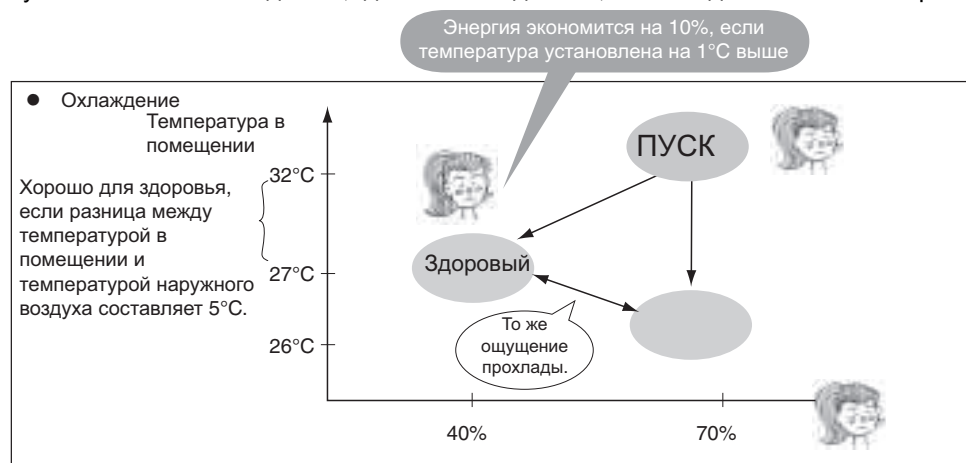 Энергия экономится на 10%, если
температура установлена на 1°C выше
● Охлаждение
Температура в
помещении
ПУСК
32°C
Хорошо для здоровья,
если разница между
температурой в
помещении и
температурой наружного
воздуха составляет 5°C.
Здоровый
27°C
То же
ощущение
прохлады.
26°C
40%
70%